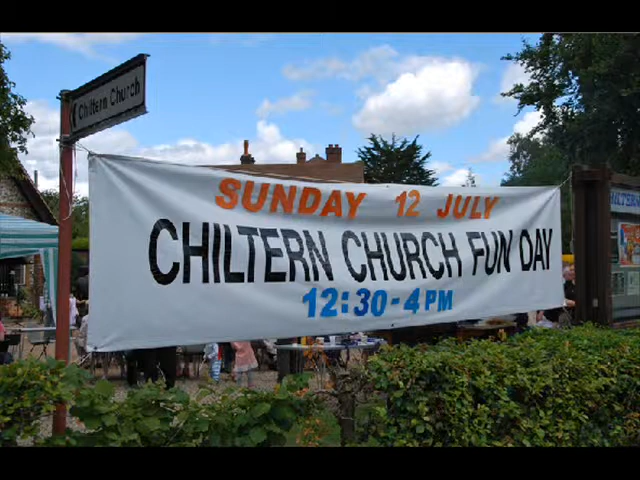 Chiltern Church
SUNDAY 12 JULY
CHILTERN CHURCH FUN DAY
12:30-4PM